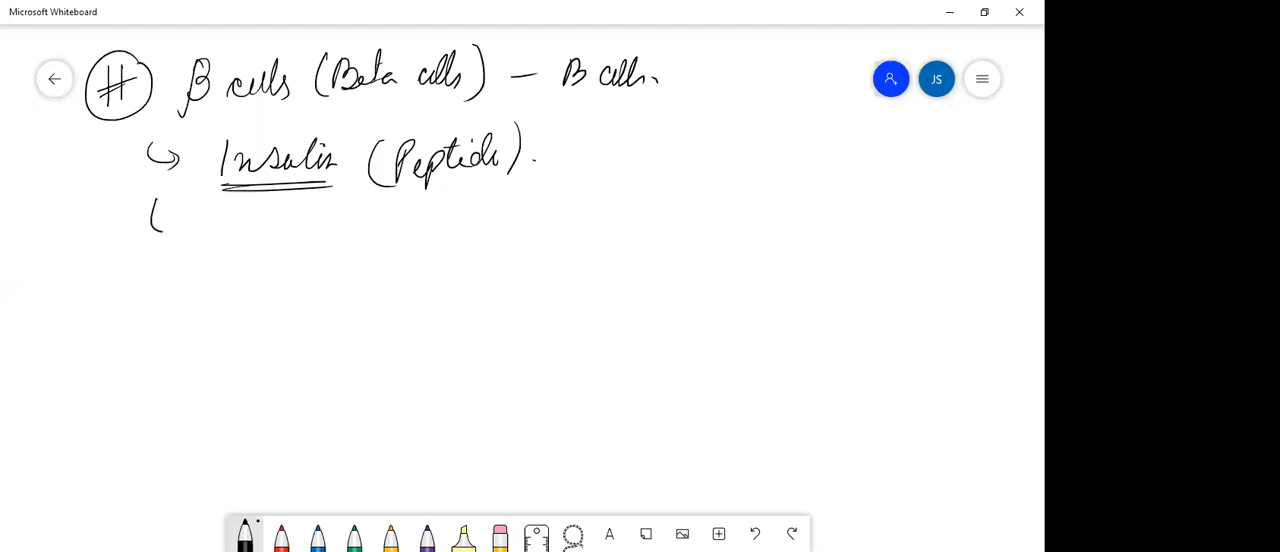 Microsoft Whiteboard
# β cells (Beta cells) – B cells.
JS
↳ Insulin (Peptide).
(
A